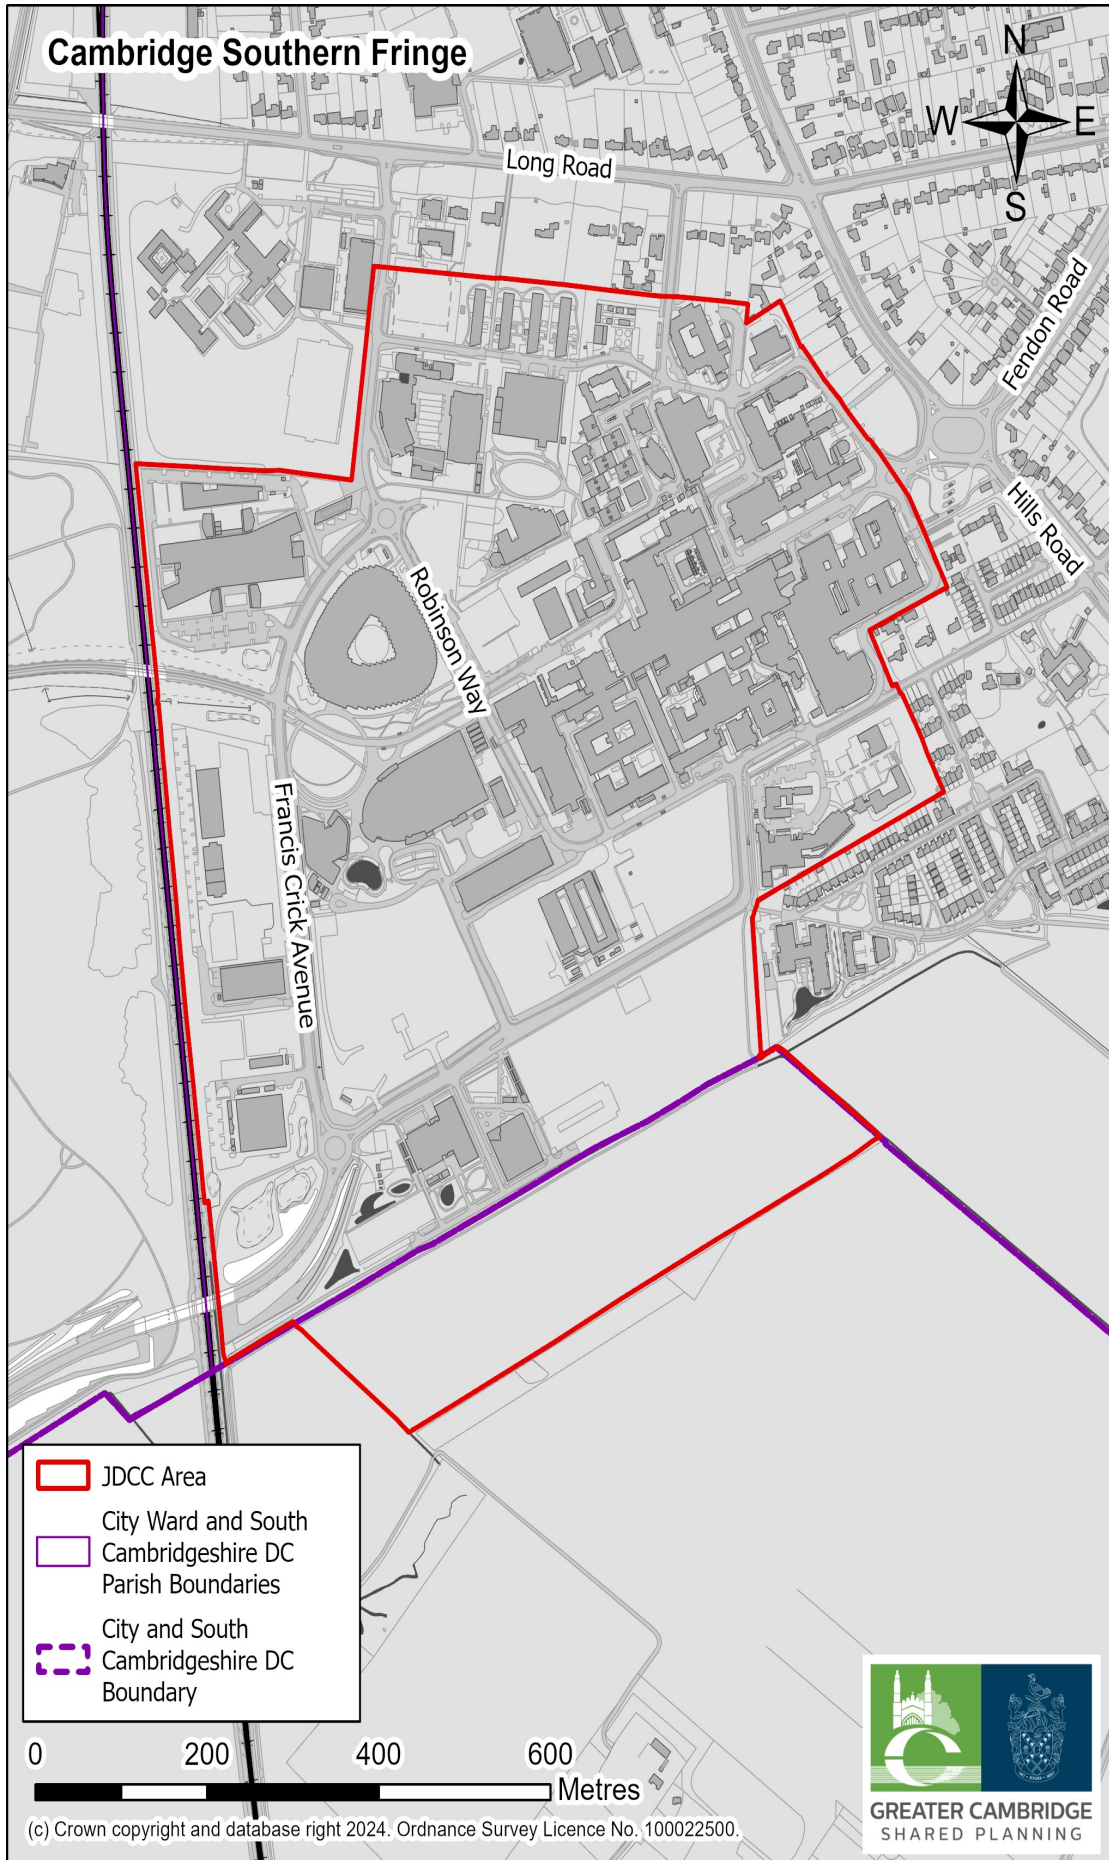 Cambridge Southern Fringe
N
W E
S
Long Road
Fendon Road
Hills Road
Robinson Way
Francis Crick Avenue
JDCC Area
City Ward and South
Cambridgeshire DC
Parish Boundaries
City and South
Cambridgeshire DC
Boundary
0 200 400 600
Metres
(c) Crown copyright and database right 2024. Ordnance Survey Licence No. 100022500.
GREATER CAMBRIDGE
SHARED PLANNING